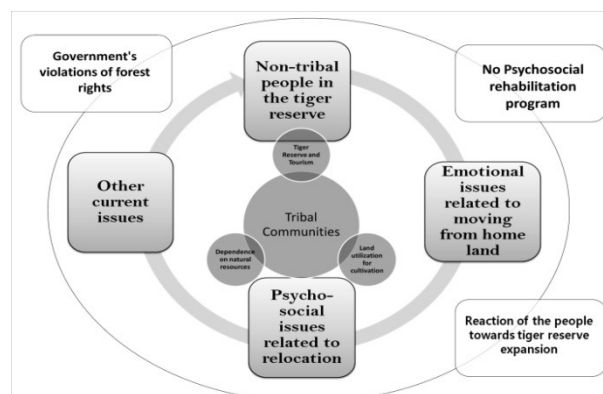 Government's
violations of forest
rights
Non-tribal
people in
the tiger
reserve
No Psychosocial
rehabilitation
program
Tiger
Reserve and
Tourism
Other
current issues
Tribal
Communities
Emotional
issues
related to
moving from
home land
Dependance
on natural
resources
Land
utilization
for
cultivation
Psycho-
social issues
related to
relocation
Reaction of the people
towards tiger reserve
expansion